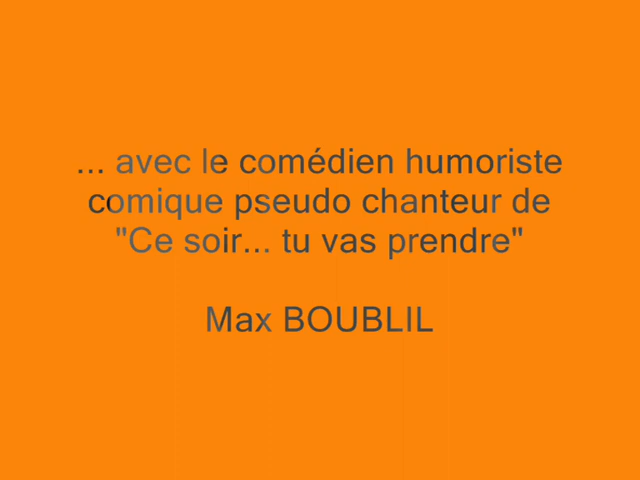 ... avec le comédien humoriste
comique pseudo chanteur de
"Ce soir... tu vas prendre"
Max BOUBLIL